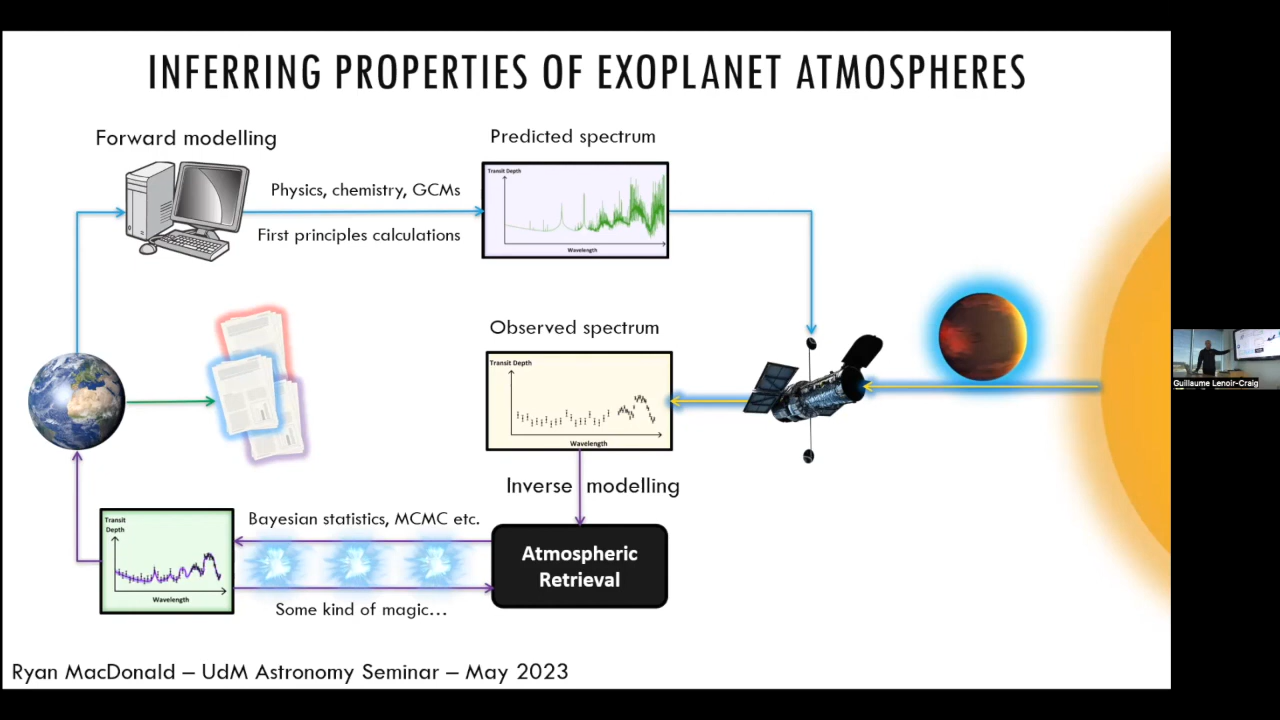 INFERRING PROPERTIES OF EXOPLANET ATMOSPHERES
Forward modelling
Predicted spectrum
Physics, chemistry, GCMs
First principles calculations
Transit Depth
Wavelength
Observed spectrum
Transit Depth
Wavelength
Guillaume Lenoir-Craig
Inverse modelling
Bayesian statistics, MCMC etc.
Transit
Depth
Wavelength
Atmospheric
Retrieval
Some kind of magic…
Ryan MacDonald – UdM Astronomy Seminar – May 2023